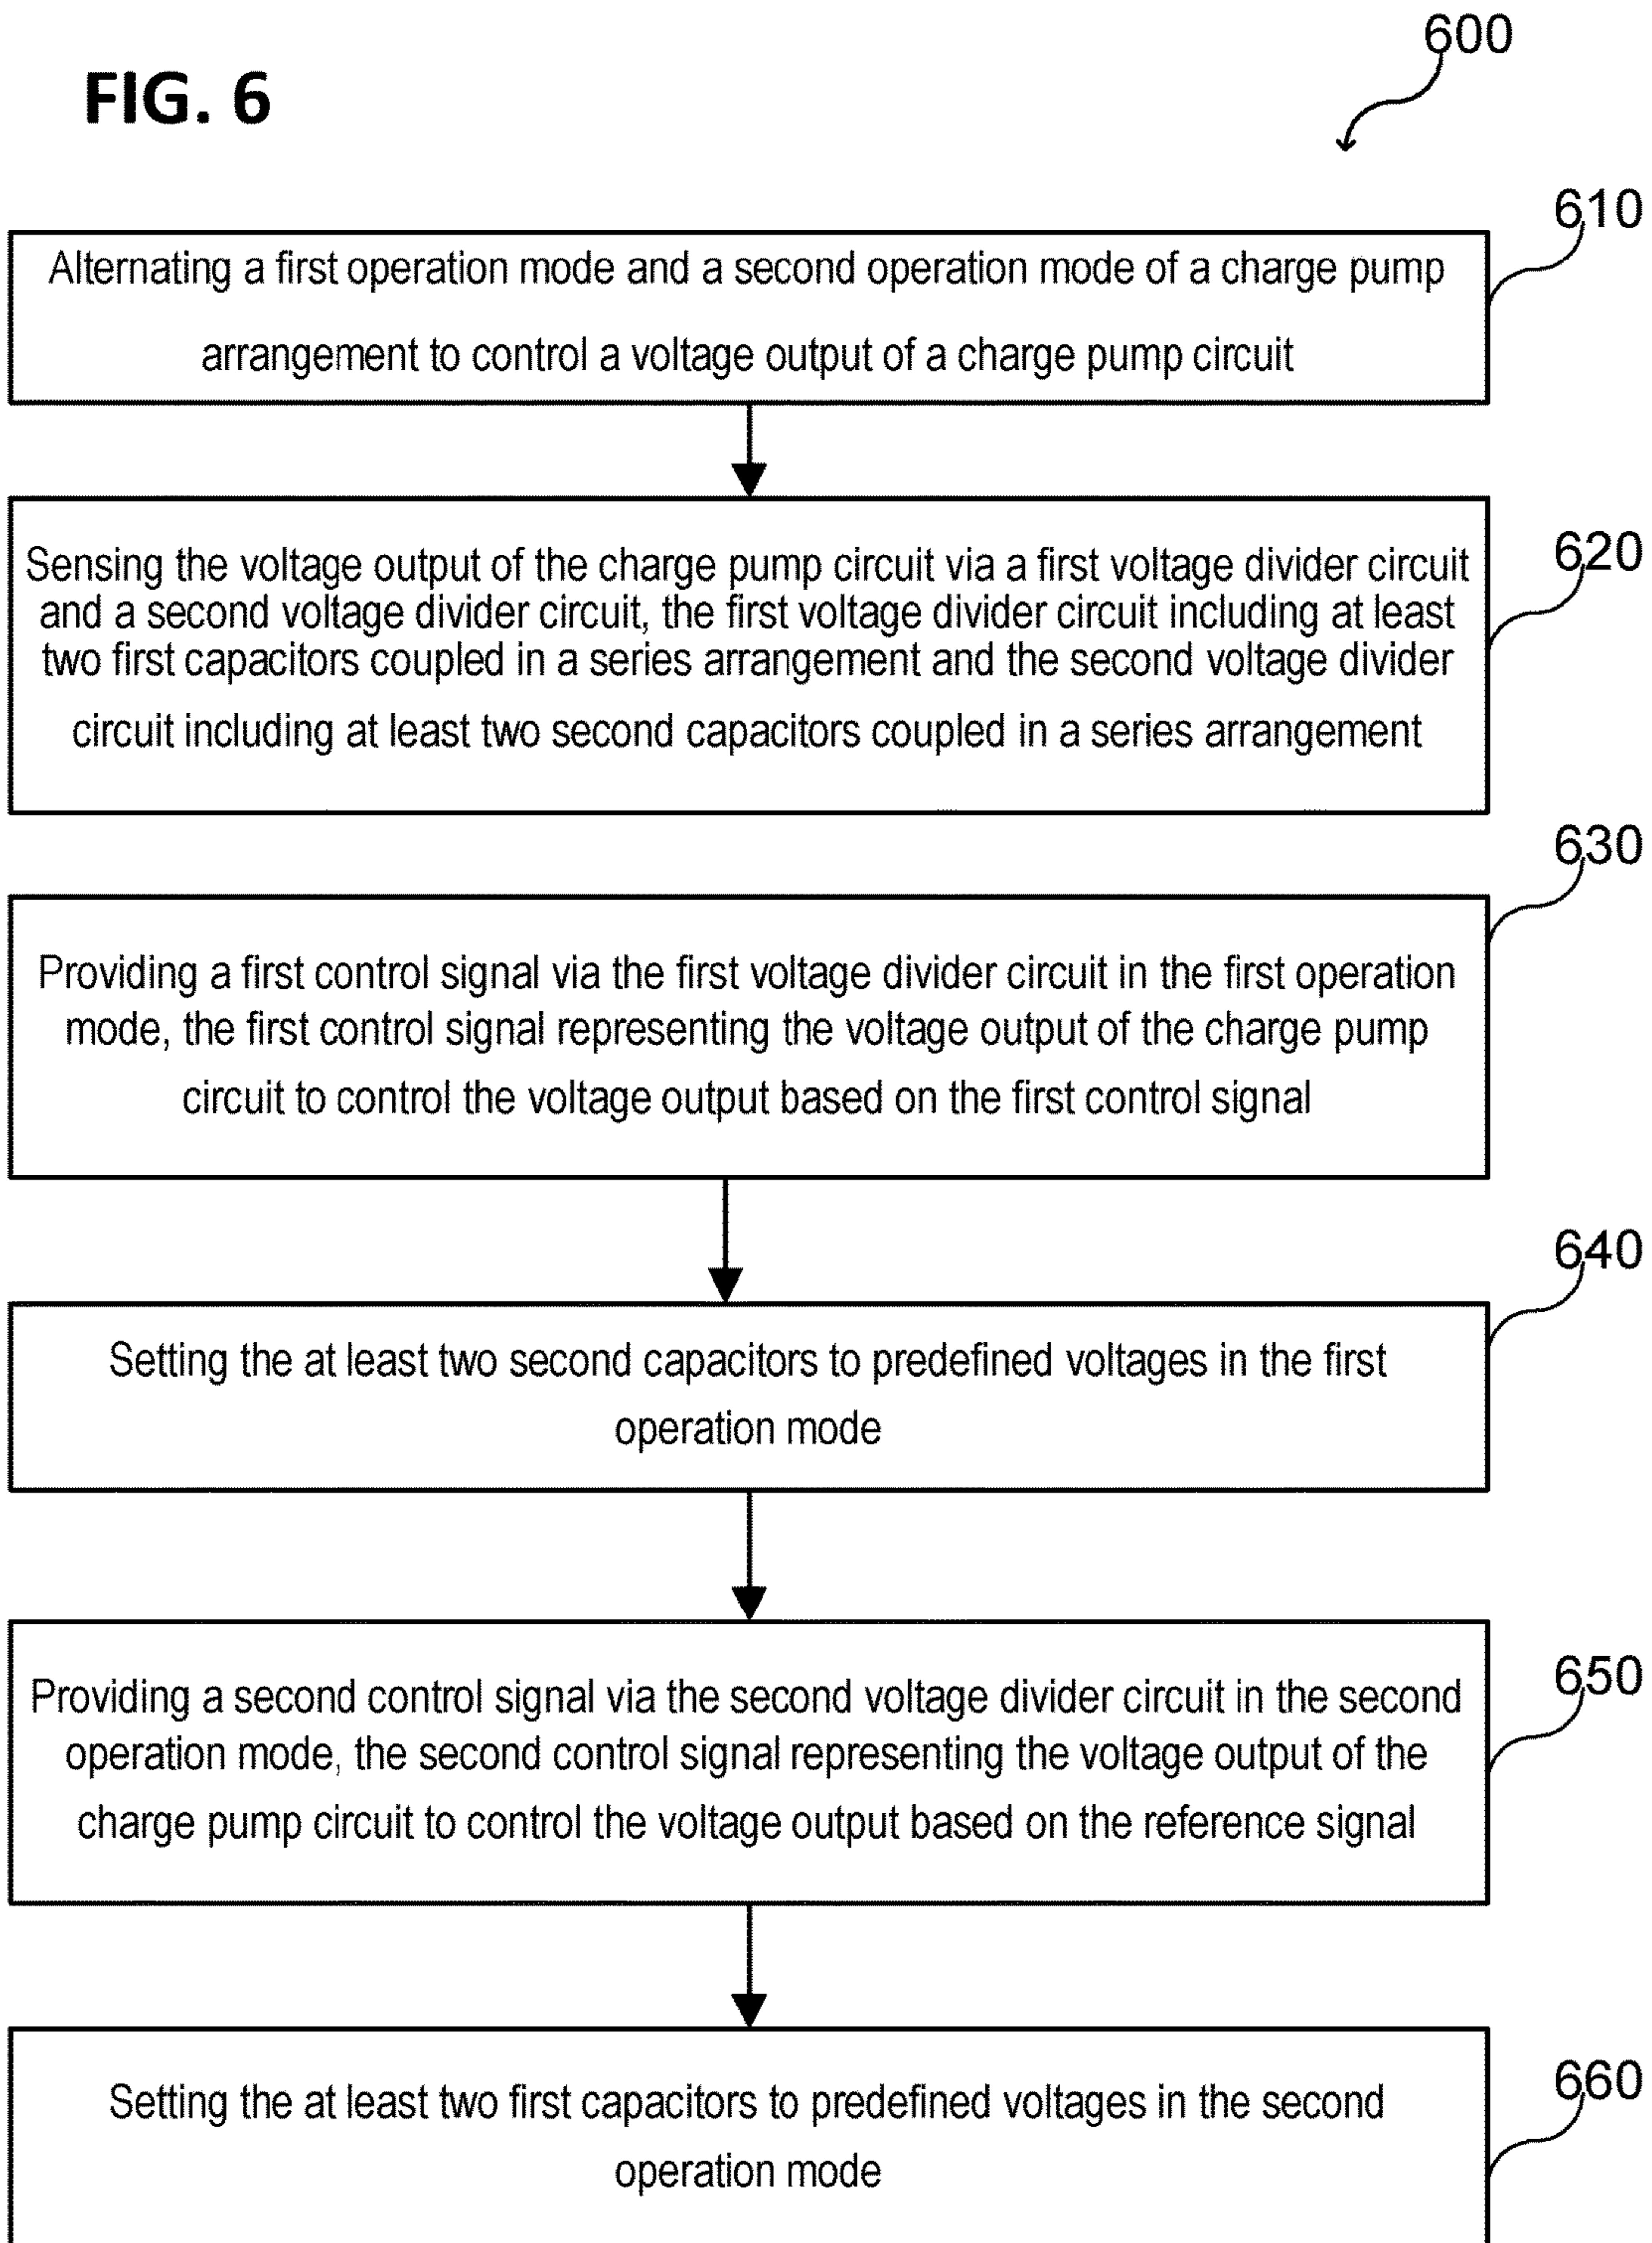 600
FIG. 6
610
Alternating a first operation mode and a second operation mode of a charge pump
arrangement to control a voltage output of a charge pump circuit
620
Sensing the voltage output of the charge pump circuit via a first voltage divider circuit
and a second voltage divider circuit, the first voltage divider circuit including at least
two first capacitors coupled in a series arrangement and the second voltage divider
circuit including at least two second capacitors coupled in a series arrangement
630
Providing a first control signal via the first voltage divider circuit in the first operation
mode, the first control signal representing the voltage output of the charge pump
circuit to control the voltage output based on the first control signal
640
Setting the at least two second capacitors to predefined voltages in the first
operation mode
650
Providing a second control signal via the second voltage divider circuit in the second
operation mode, the second control signal representing the voltage output of the
charge pump circuit to control the voltage output based on the reference signal
660
Setting the at least two first capacitors to predefined voltages in the second
operation mode